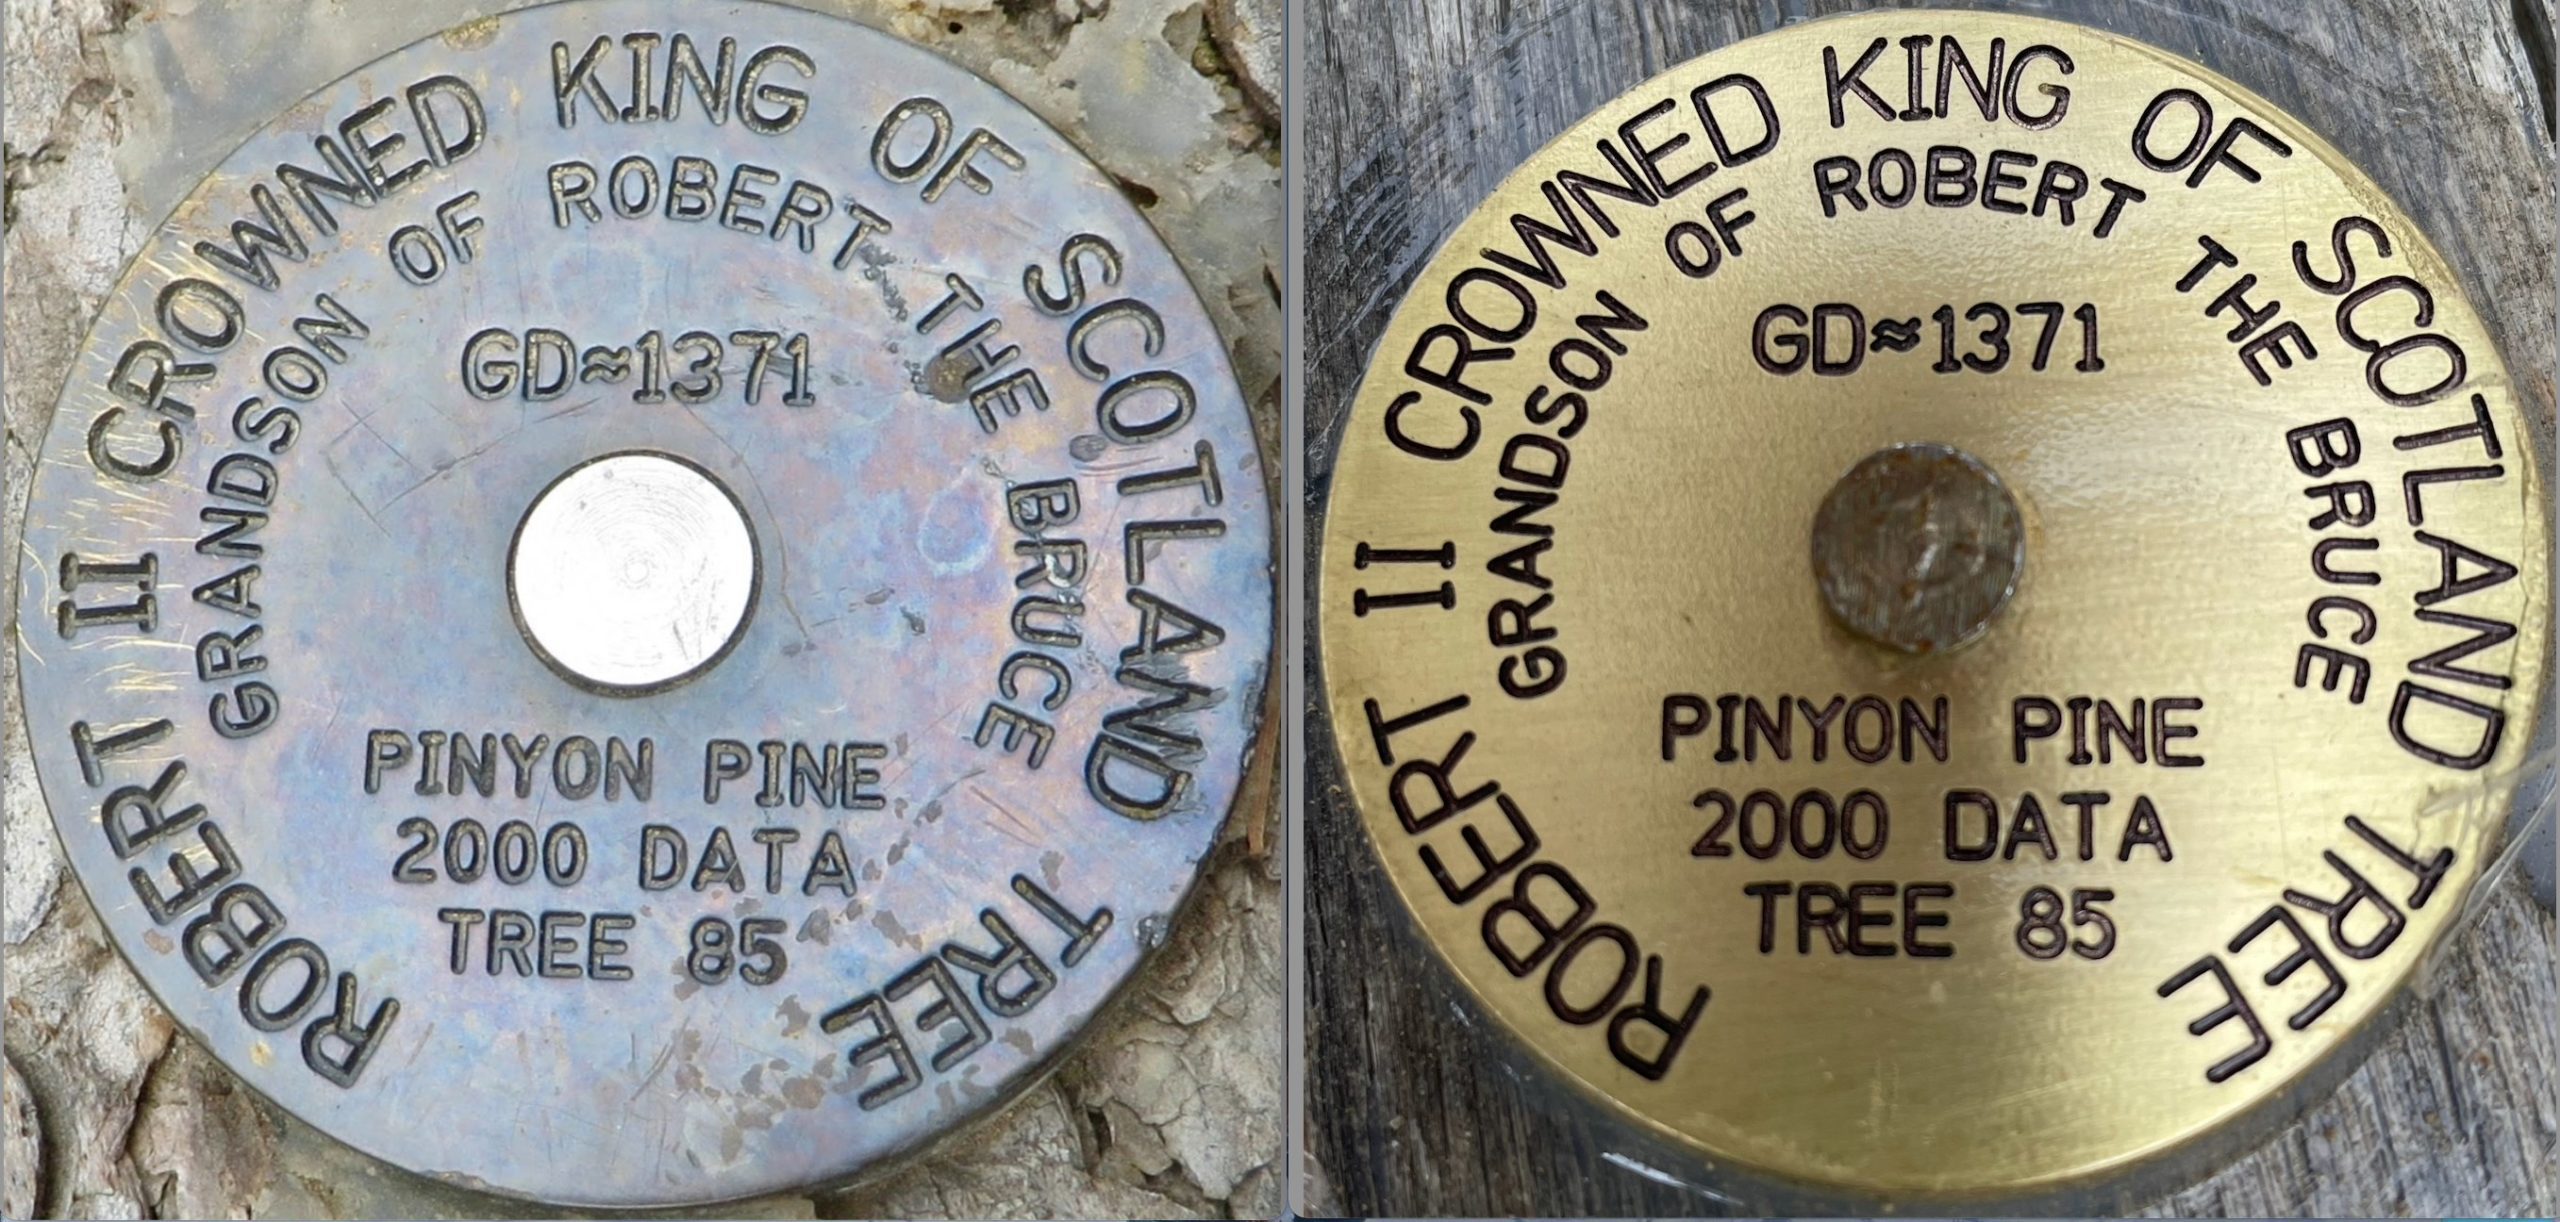 ROBERT II CROWNED KING OF SCOTLAND TREE
GRANDSON OF ROBERT THE BRUCE
GD≈1371
PINYON PINE
2000 DATA
TREE 85
ROBERT II CROWNED KING OF SCOTLAND TREE
GRANDSON OF ROBERT THE BRUCE
GD≈1371
PINYON PINE
2000 DATA
TREE 85